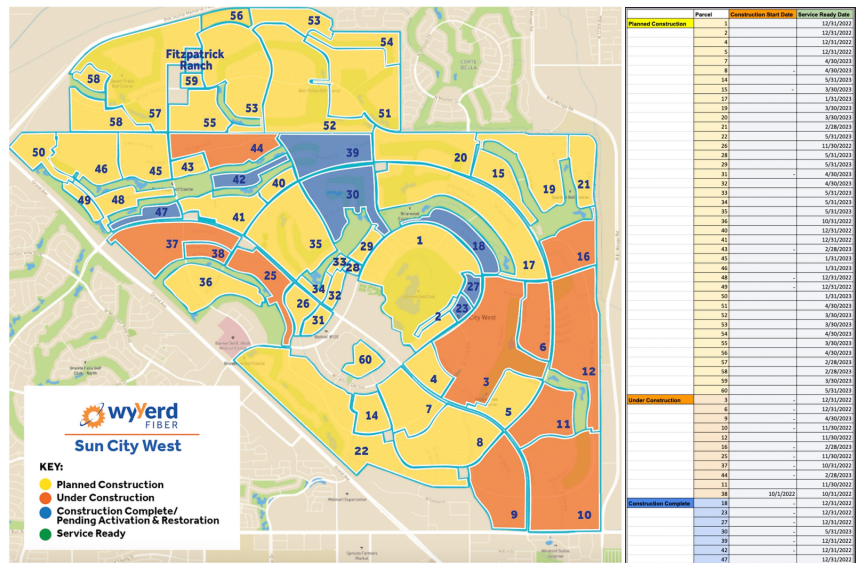 56
53
54
Fitzpatrick
Ranch
CORTE
BELLA
58
59
57
53
51
58
55
52
50
44
39
20
46
45
43
42
40
15
19
21
49
48
30
47
41
18
1
37
38
35
29
17
16
33
28
25
27
36
34
32
26
23
2
31
City West
6
12
60
4
3
14
7
5
11
22
8
9
10
wyyerd
FIBER
Sun City West
KEY:
Planned Construction
Under Construction
Construction Complete/
Pending Activation & Restoration
Service Ready
Parcel Construction Start Date Service Ready Date
Planned Construction 1 12/31/2022
2 12/31/2022
4 12/31/2022
5 12/31/2022
7 4/30/2023
8 - 4/30/2023
14 5/31/2023
15 - 3/30/2023
17 1/31/2023
19 3/30/2023
20 3/30/2023
21 2/28/2023
22 5/31/2023
26 11/30/2022
28 5/31/2023
29 5/31/2023
31 - 4/30/2023
32 4/30/2023
33 5/31/2023
34 5/31/2023
35 5/31/2023
36 10/31/2022
40 12/31/2022
41 12/31/2022
43 - 2/28/2023
45 1/31/2023
46 1/31/2023
48 - 12/31/2022
49 - 12/31/2022
50 1/31/2023
51 4/30/2023
52 3/30/2023
53 3/30/2023
54 4/30/2023
55 3/30/2023
56 4/30/2023
57 2/28/2023
58 2/28/2023
59 3/30/2023
60 5/31/2023
Under Construction 3 - 12/31/2022
6 - 12/31/2022
9 - 4/30/2023
10 - 11/30/2022
12 - 11/30/2022
16 - 2/28/2023
25 - 11/30/2022
37 - 10/31/2022
44 - 2/28/2023
11 - 11/30/2022
38 10/1/2022 10/31/2022
Construction Complete 18 - 12/31/2022
23 - 12/31/2022
27 - 12/31/2022
30 - 5/31/2023
39 - 12/31/2022
42 - 12/31/2022
47 12/31/2022